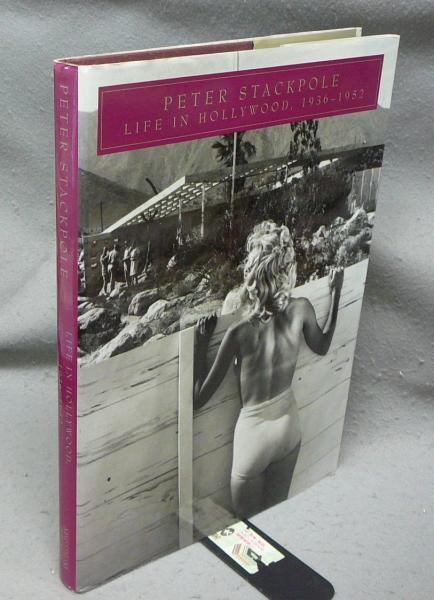 PETER STACKPOLE
LIFE IN HOLLYWOOD, 1936–1952
PETER STACKPOLE
LIFE IN HOLLYWOOD,